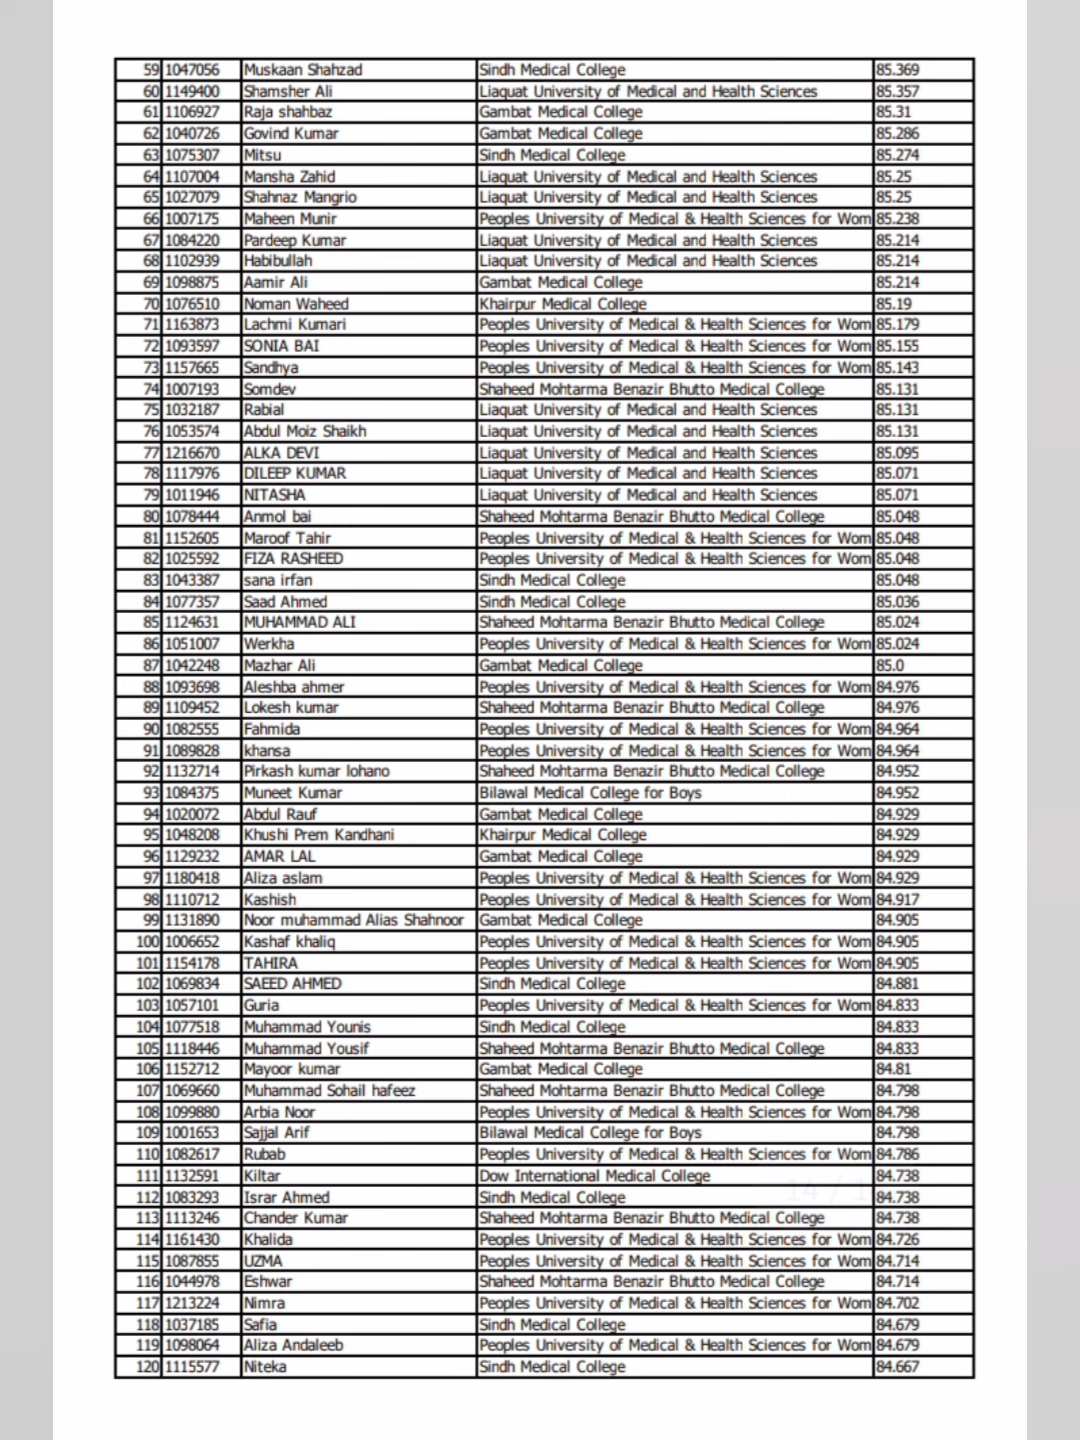 59 1047056 Muskaan Shahzad Sindh Medical College 85.369
60 1149400 Shamsher Ali Liaquat University of Medical and Health Sciences 85.357
61 1106927 Raja shahbaz Gambat Medical College 85.31
62 1040726 Govind Kumar Gambat Medical College 85.286
63 1075307 Mitsu Sindh Medical College 85.274
64 1107004 Mansha Zahid Liaquat University of Medical and Health Sciences 85.25
65 1027079 Shahnaz Mangrio Liaquat University of Medical and Health Sciences 85.25
66 1007175 Maheen Munir Peoples University of Medical & Health Sciences for Wom 85.238
67 1084220 Pardeep Kumar Liaquat University of Medical and Health Sciences 85.214
68 1102939 Habibullah Liaquat University of Medical and Health Sciences 85.214
69 1098875 Aamir Ali Gambat Medical College 85.214
70 1076510 Noman Waheed Khairpur Medical College 85.19
71 1163873 Lachmi Kumari Peoples University of Medical & Health Sciences for Wom 85.179
72 1093597 SONIA BAI Peoples University of Medical & Health Sciences for Wom 85.155
73 1157665 Sandhya Peoples University of Medical & Health Sciences for Wom 85.143
74 1007193 Somdev Shaheed Mohtarma Benazir Bhutto Medical College 85.131
75 1032187 Rabial Liaquat University of Medical and Health Sciences 85.131
76 1053574 Abdul Moiz Shaikh Liaquat University of Medical and Health Sciences 85.131
77 1216670 ALKA DEVI Liaquat University of Medical and Health Sciences 85.095
78 1117976 DILEEP KUMAR Liaquat University of Medical and Health Sciences 85.071
79 1011946 NITASHA Liaquat University of Medical and Health Sciences 85.071
80 1078444 Anmol bai Shaheed Mohtarma Benazir Bhutto Medical College 85.048
81 1152605 Maroof Tahir Peoples University of Medical & Health Sciences for Wom 85.048
82 1025592 FIZA RASHEED Peoples University of Medical & Health Sciences for Wom 85.048
83 1043387 sana irfan Sindh Medical College 85.048
84 1077357 Saad Ahmed Sindh Medical College 85.036
85 1124631 MUHAMMAD ALI Shaheed Mohtarma Benazir Bhutto Medical College 85.024
86 1051007 Werkha Peoples University of Medical & Health Sciences for Wom 85.024
87 1042248 Mazhar Ali Gambat Medical College 85.0
88 1093698 Aleshba ahmer Peoples University of Medical & Health Sciences for Wom 84.976
89 1109452 Lokesh kumar Shaheed Mohtarma Benazir Bhutto Medical College 84.976
90 1082555 Fahmida Peoples University of Medical & Health Sciences for Wom 84.964
91 1089828 khansa Peoples University of Medical & Health Sciences for Wom 84.964
92 1132714 Pirkash kumar lohano Shaheed Mohtarma Benazir Bhutto Medical College 84.952
93 1084375 Muneet Kumar Bilawal Medical College for Boys 84.952
94 1020072 Abdul Rauf Gambat Medical College 84.929
95 1048208 Khushi Prem Kandhani Khairpur Medical College 84.929
96 1129232 AMAR LAL Gambat Medical College 84.929
97 1180418 Aliza aslam Peoples University of Medical & Health Sciences for Wom 84.929
98 1110712 Kashish Peoples University of Medical & Health Sciences for Wom 84.917
99 1131890 Noor muhammad Alias Shahnoor Gambat Medical College 84.905
100 1006652 Kashaf khaliq Peoples University of Medical & Health Sciences for Wom 84.905
101 1154178 TAHIRA Peoples University of Medical & Health Sciences for Wom 84.905
102 1069834 SAEED AHMED Sindh Medical College 84.881
103 1057101 Guria Peoples University of Medical & Health Sciences for Wom 84.833
104 1077518 Muhammad Younis Sindh Medical College 84.833
105 1118446 Muhammad Yousif Shaheed Mohtarma Benazir Bhutto Medical College 84.833
106 1152712 Mayoor kumar Gambat Medical College 84.81
107 1069660 Muhammad Sohail hafeez Shaheed Mohtarma Benazir Bhutto Medical College 84.798
108 1099880 Arbia Noor Peoples University of Medical & Health Sciences for Wom 84.798
109 1001653 Sajjal Arif Bilawal Medical College for Boys 84.798
110 1082617 Rubab Peoples University of Medical & Health Sciences for Wom 84.786
111 1132591 Kiltar Dow International Medical College 84.738
112 1083293 Israr Ahmed Sindh Medical College 84.738
113 1113246 Chander Kumar Shaheed Mohtarma Benazir Bhutto Medical College 84.738
114 1161430 Khalida Peoples University of Medical & Health Sciences for Wom 84.726
115 1087855 UZMA Peoples University of Medical & Health Sciences for Wom 84.714
116 1044978 Eshwar Shaheed Mohtarma Benazir Bhutto Medical College 84.714
117 1213224 Nimra Peoples University of Medical & Health Sciences for Wom 84.702
118 1037185 Safia Sindh Medical College 84.679
119 1098064 Aliza Andaleeb Peoples University of Medical & Health Sciences for Wom 84.679
120 1115577 Niteka Sindh Medical College 84.667